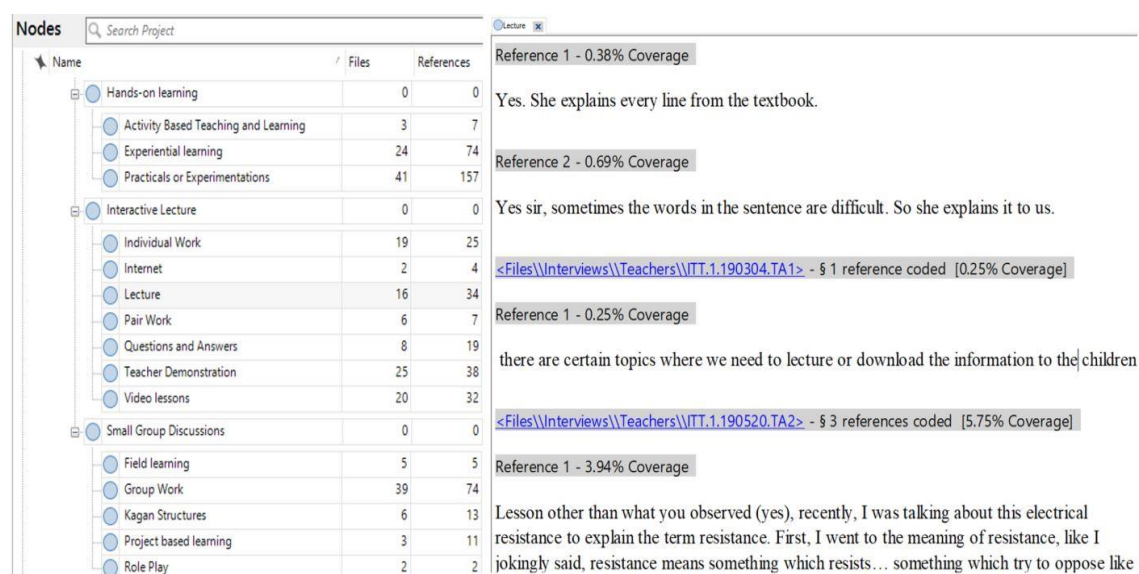 Nodes
Search Project
Name Files References
Hands-on learning 0 0
Activity Based Teaching and Learning 3 7
Experiential learning 24 74
Practicals or Experimentations 41 157
Interactive Lecture 0 0
Individual Work 19 25
Internet 2 4
Lecture 16 34
Pair Work 6 7
Questions and Answers 8 19
Teacher Demonstration 25 38
Video lessons 20 32
Small Group Discussions 0 0
Field learning 5 5
Group Work 39 74
Kagan Structures 6 13
Project based learning 3 11
Role Play 2 2
Lecture
Reference 1 - 0.38% Coverage
Yes. She explains every line from the textbook.
Reference 2 - 0.69% Coverage
Yes sir, sometimes the words in the sentence are difficult. So she explains it to us.
<Files\\Interviews\\Teachers\\ITT.1.190304.TA1> - § 1 reference coded [0.25% Coverage]
Reference 1 - 0.25% Coverage
there are certain topics where we need to lecture or download the information to the children
<Files\\Interviews\\Teachers\\ITT.1.190520.TA2> - § 3 references coded [5.75% Coverage]
Reference 1 - 3.94% Coverage
Lesson other than what you observed (yes), recently, I was talking about this electrical
resistance to explain the term resistance. First, I went to the meaning of resistance, like I
jokingly said, resistance means something which resists… something which try to oppose like